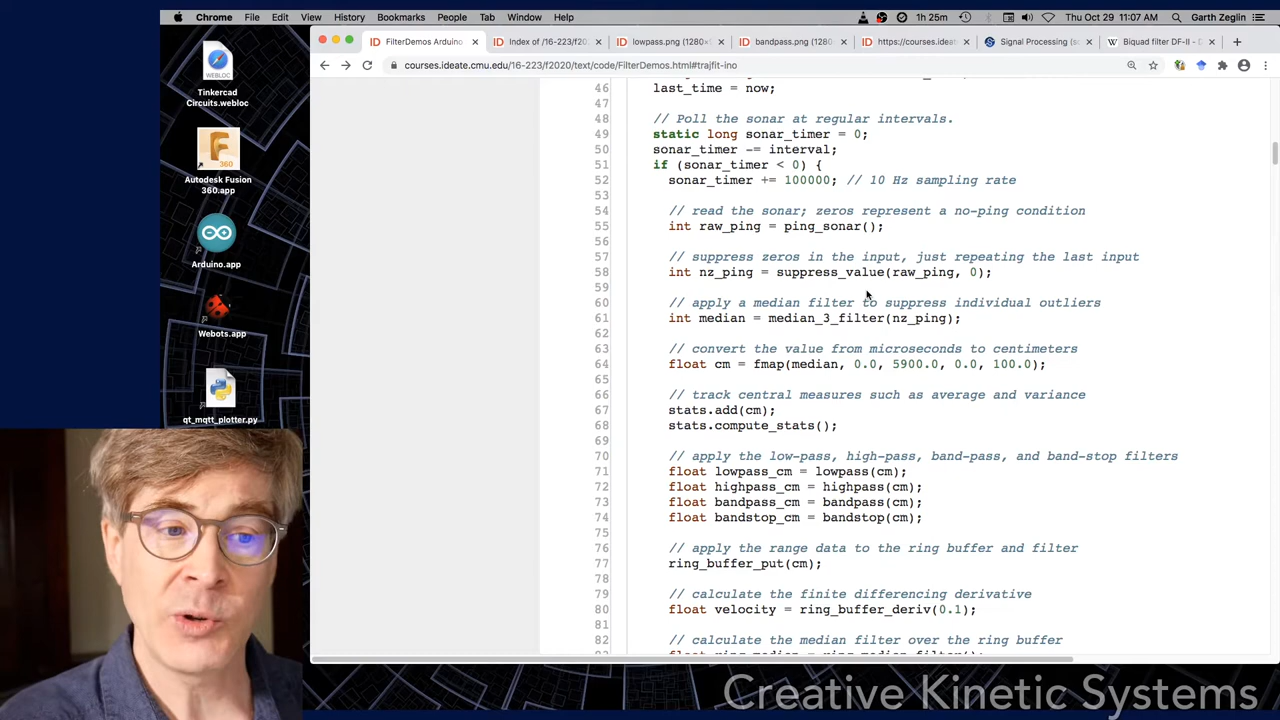 Chrome File Edit View History Bookmarks People Tab Window Help
1h 25m
Thu Oct 29 11:07 AM Garth Zeglin
FilterDemos Arduino
Index of /16-223/f20
lowpass.png (1280×
bandpass.png (1280
https://courses.ideat
Signal Processing (sc
Biquad filter DF-II - V
courses.ideate.cmu.edu/16-223/f2020/text/code/FilterDemos.html#trajfit-ino
WEBLOC
Tinkercad
Circuits.webloc
360
Autodesk Fusion
360.app
Arduino.app
Webots.app
qt_mqtt_plotter.py
46 last_time = now;
47
48 // Poll the sonar at regular intervals.
49 static long sonar_timer = 0;
50 sonar_timer -= interval;
51 if (sonar_timer < 0) {
52 sonar_timer += 100000; // 10 Hz sampling rate
53
54 // read the sonar; zeros represent a no-ping condition
55 int raw_ping = ping_sonar();
56
57 // suppress zeros in the input, just repeating the last input
58 int nz_ping = suppress_value(raw_ping, 0);
59
60 // apply a median filter to suppress individual outliers
61 int median = median_3_filter(nz_ping);
62
63 // convert the value from microseconds to centimeters
64 float cm = fmap(median, 0.0, 5900.0, 0.0, 100.0);
65
66 // track central measures such as average and variance
67 stats.add(cm);
68 stats.compute_stats();
69
70 // apply the low-pass, high-pass, band-pass, and band-stop filters
71 float lowpass_cm = lowpass(cm);
72 float highpass_cm = highpass(cm);
73 float bandpass_cm = bandpass(cm);
74 float bandstop_cm = bandstop(cm);
75
76 // apply the range data to the ring buffer and filter
77 ring_buffer_put(cm);
78
79 // calculate the finite differencing derivative
80 float velocity = ring_buffer_deriv(0.1);
81
82 // calculate the median filter over the ring buffer
float ring_median = ring_median_filter();
Creative Kinetic Systems